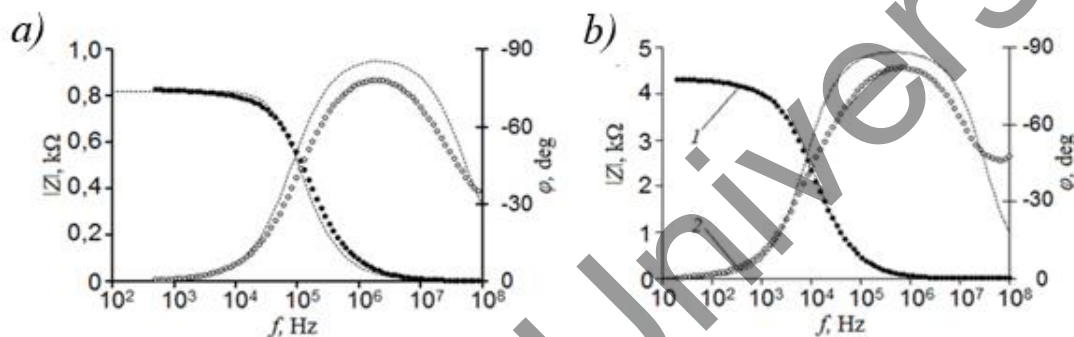 a)
1,0
0,8
0,6
0,4
0,2
0
|Z|, kΩ
-90
-60
-30
0
φ, deg
10² 10³ 10⁴ 10⁵ 10⁶ 10⁷ 10⁸
f, Hz
b)
5
4
3
2
1
0
|Z|, kΩ
1
2
-90
-60
-30
0
φ, deg
10 10² 10³ 10⁴ 10⁵ 10⁶ 10⁷ 10⁸
f, Hz
Univers